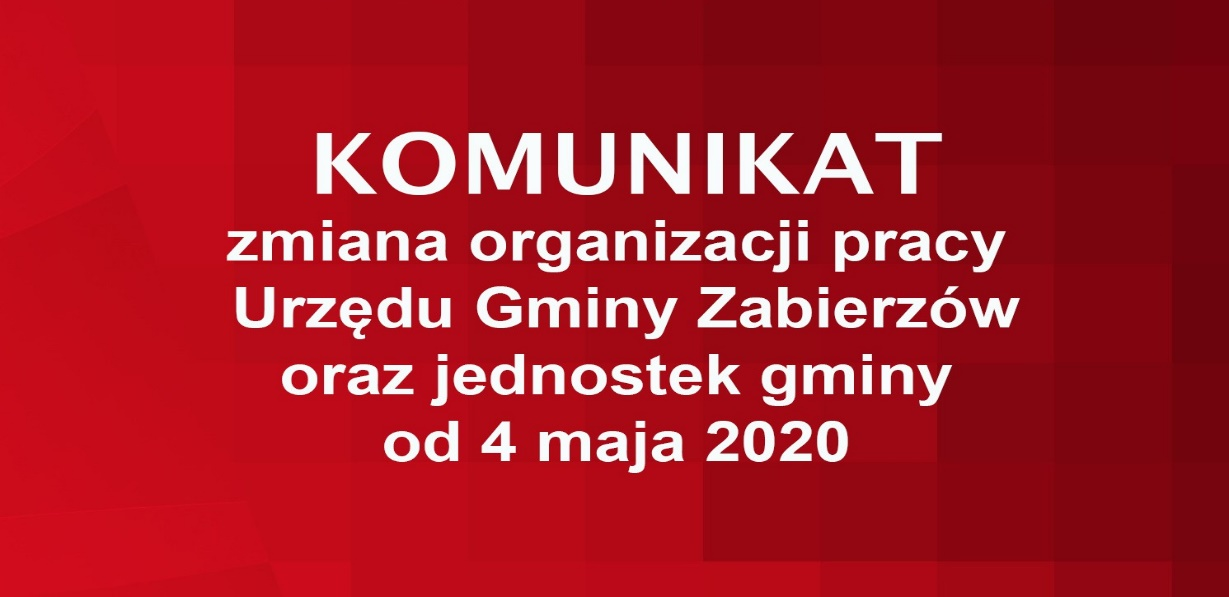 KOMUNIKAT
zmiana organizacji pracy
Urzędu Gminy Zabierzów
oraz jednostek gminy
od 4 maja 2020